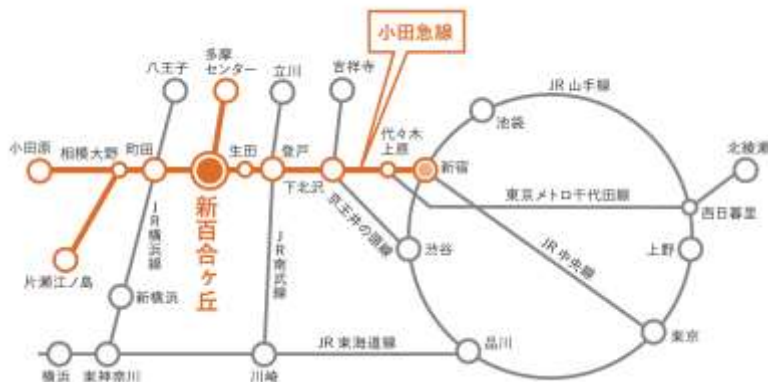 小田急線
八王子
多摩
センター
立川
吉祥寺
JR 山手線
池袋
代々木
上原
北綾瀬
小田原
相模大野
町田
生田
登戸
下北沢
新宿
東京メトロ千代田線
西日暮里
新百合ヶ丘
JR横浜線
JR南武線
京王井の頭線
渋谷
JR 中央線
上野
片瀬江ノ島
新横浜
東京
JR 東海道線
品川
横浜
東神奈川
川崎